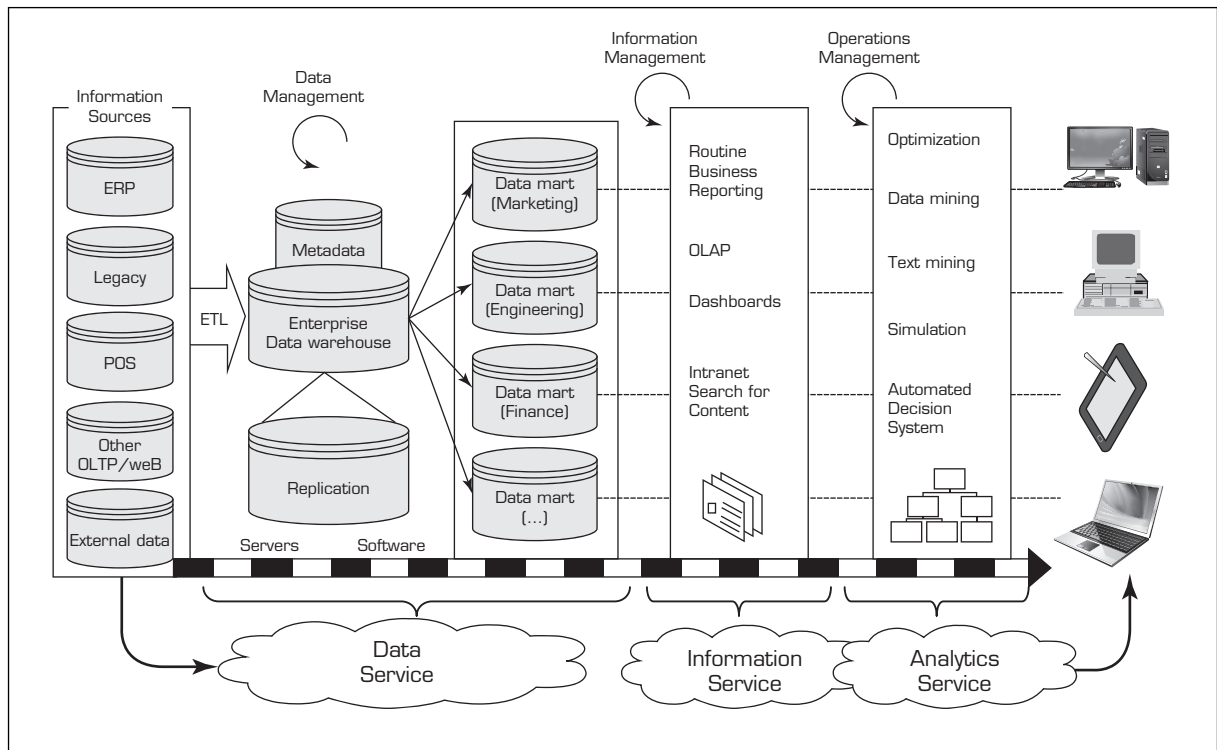 Information
Sources
ERP
Legacy
POS
Other
OLTP/weB
External data
ETL
Data
Management
Metadata
Enterprise
Data warehouse
Replication
Servers
Software
Data mart
(Marketing)
Data mart
(Engineering)
Data mart
(Finance)
Data mart
(...)
Information
Management
Routine
Business
Reporting
OLAP
Dashboards
Intranet
Search for
Content
Operations
Management
Optimization
Data mining
Text mining
Simulation
Automated
Decision
System
Data
Service
Information
Service
Analytics
Service